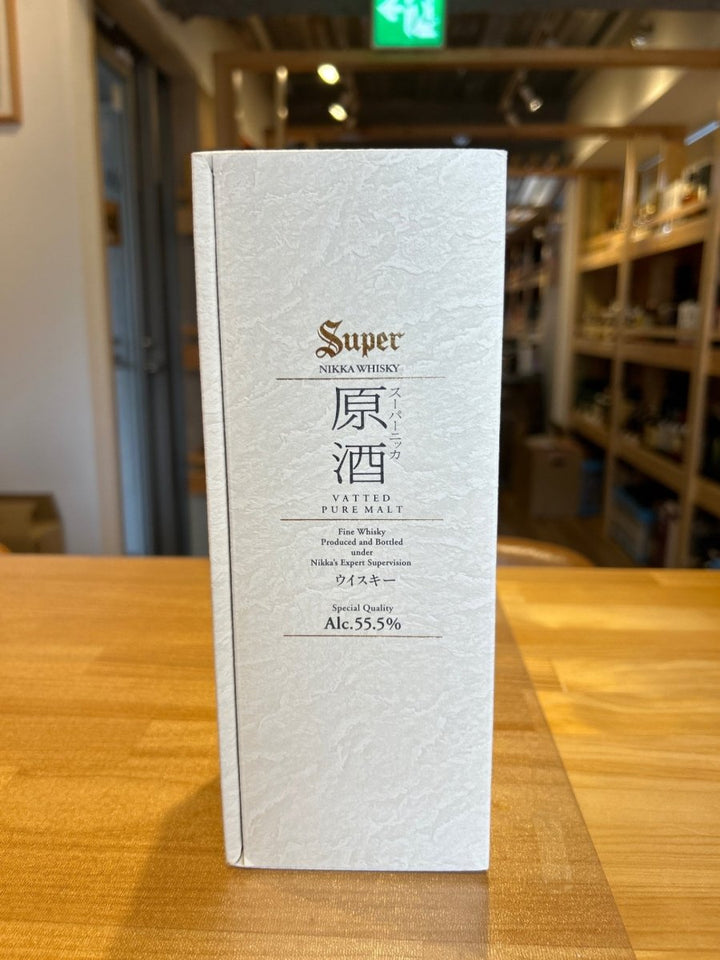 Super
NIKKA WHISKY
原酒
スーパーニッカ
VATTED
PURE MALT
Fine Whisky
Produced and Bottled
under
Nikka's Expert Supervision
ウイスキー
Special Quality
Alc.55.5%